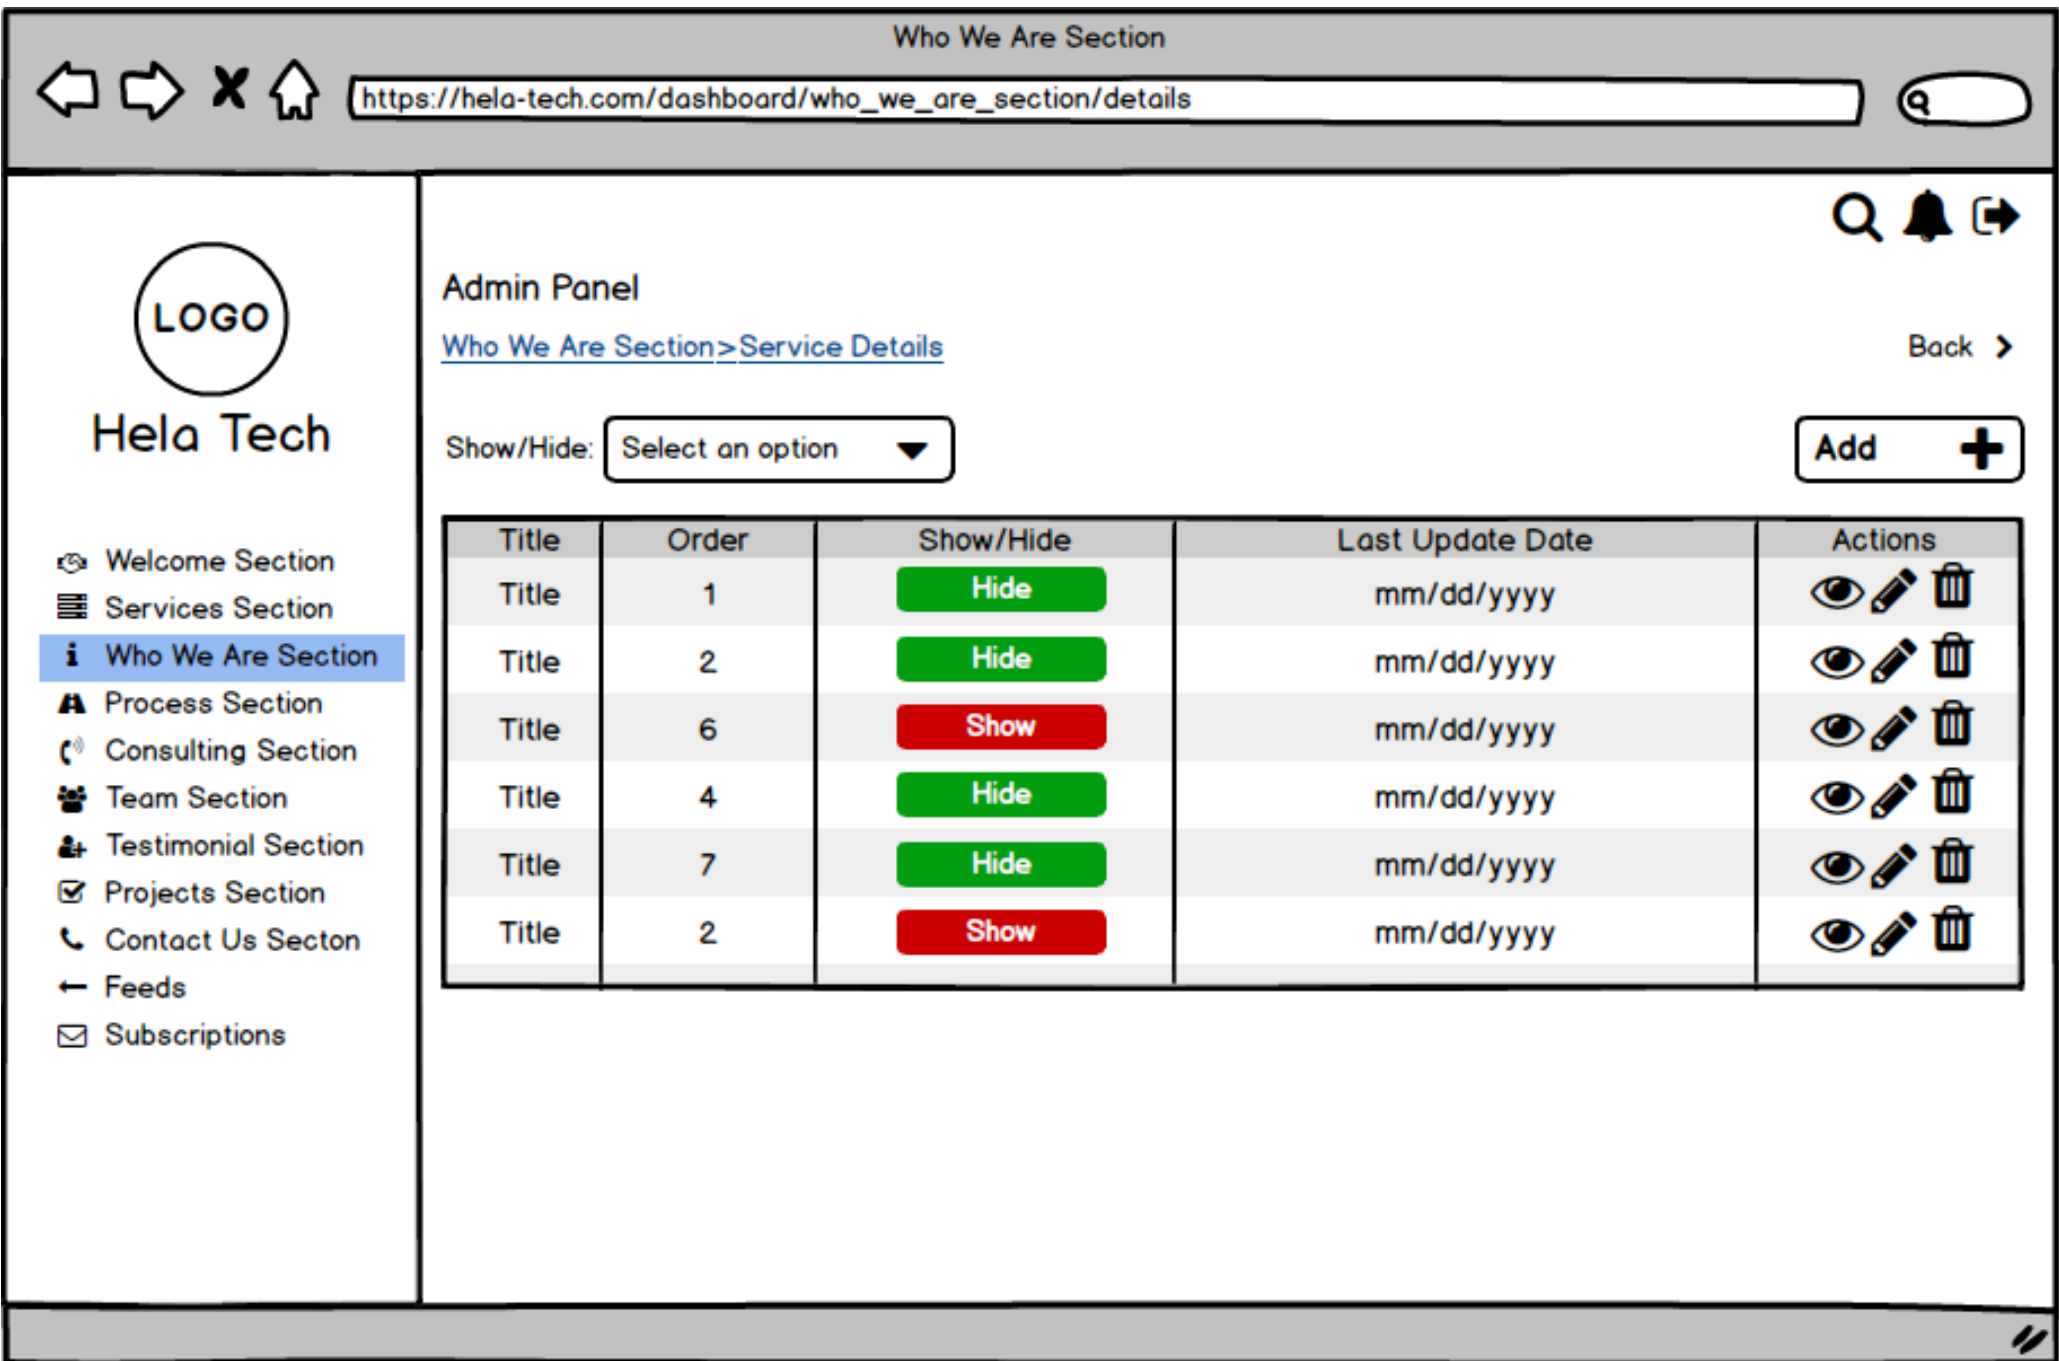 Who We Are Section
https://hela-tech.com/dashboard/who_we_are_section/details
LOGO
Hela Tech
Welcome Section
Services Section
Who We Are Section
Process Section
Consulting Section
Team Section
Testimonial Section
Projects Section
Contact Us Secton
Feeds
Subscriptions
Admin Panel
Who We Are Section>Service Details
Back
Show/Hide: Select an option
Add
Title Order Show/Hide Last Update Date Actions
Title 1 Hide mm/dd/yyyy
Title 2 Hide mm/dd/yyyy
Title 6 Show mm/dd/yyyy
Title 4 Hide mm/dd/yyyy
Title 7 Hide mm/dd/yyyy
Title 2 Show mm/dd/yyyy